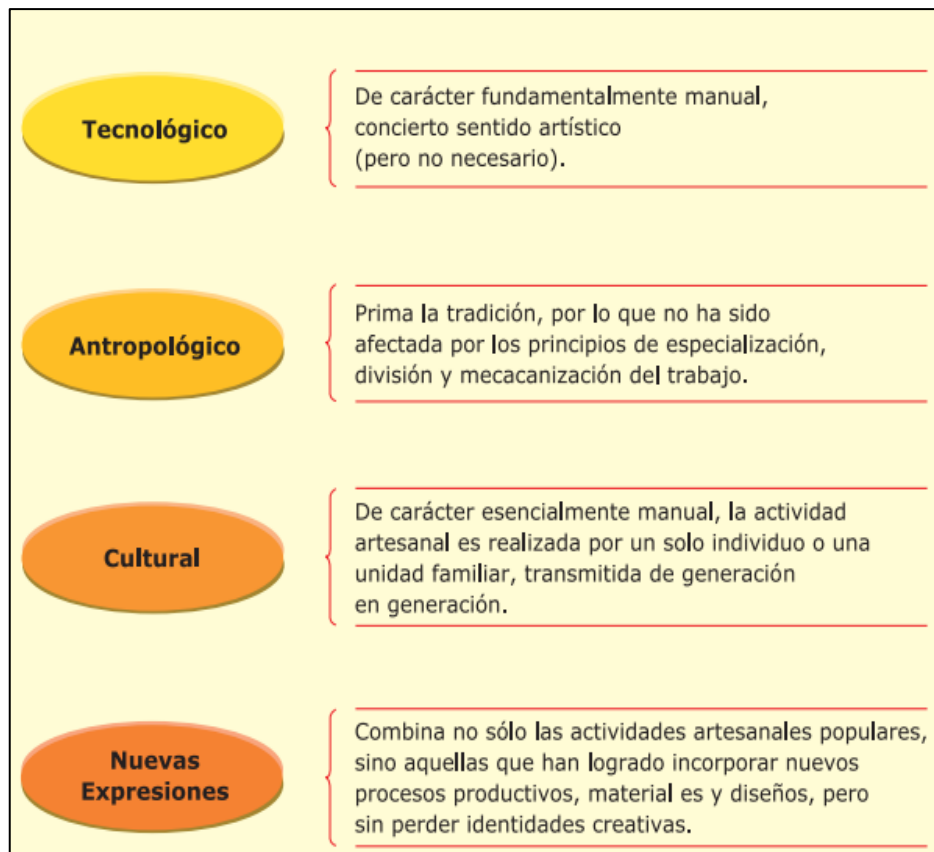 Tecnológico
De carácter fundamentalmente manual,
concierto sentido artístico
(pero no necesario).
Antropológico
Prima la tradición, por lo que no ha sido
afectada por los principios de especialización,
división y mecacanización del trabajo.
Cultural
De carácter esencialmente manual, la actividad
artesanal es realizada por un solo individuo o una
unidad familiar, transmitida de generación
en generación.
Nuevas
Expresiones
Combina no sólo las actividades artesanales populares,
sino aquellas que han logrado incorporar nuevos
procesos productivos, material es y diseños, pero
sin perder identidades creativas.